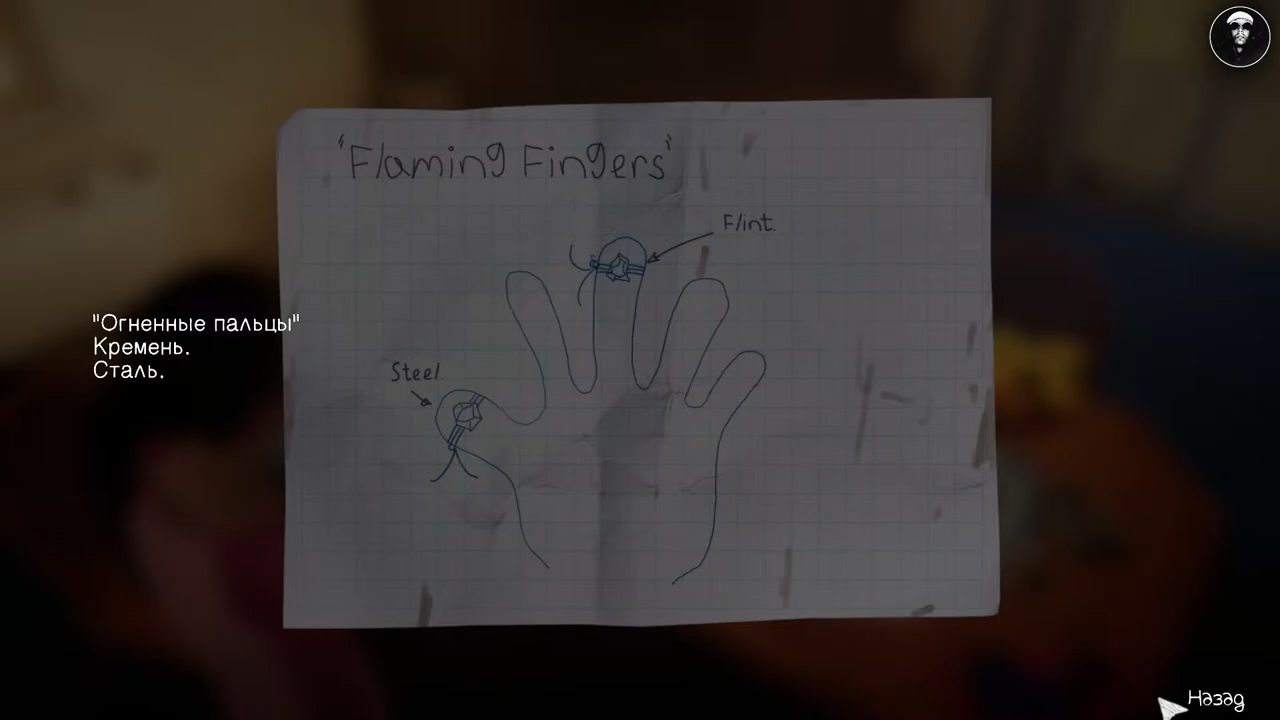 "Flaming Fingers"
Flint.
"Огненные пальцы"
Кремень.
Сталь.
Steel.
Назад